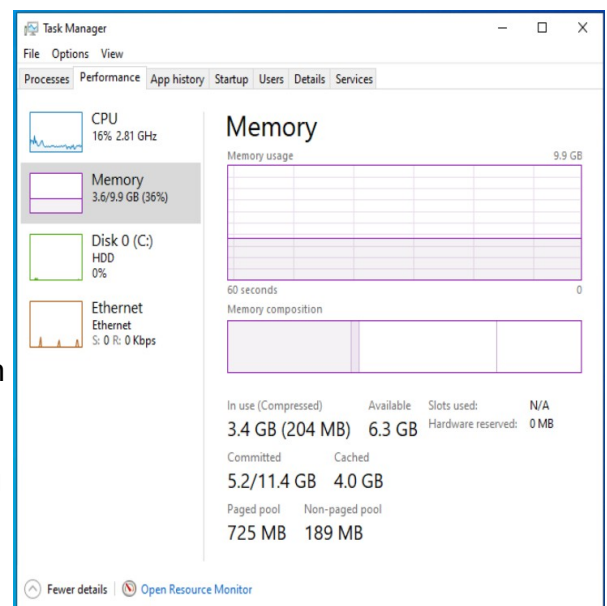 Task Manager
File Options View
Processes Performance App history Startup Users Details Services
CPU
16% 2.81 GHz
Memory
3.6/9.9 GB (36%)
Disk 0 (C:)
HDD
0%
Ethernet
Ethernet
S: 0 R: 0 Kbps
Memory
Memory usage 9.9 GB
60 seconds 0
Memory composition
In use (Compressed) Available Slots used: N/A
3.4 GB (204 MB) 6.3 GB Hardware reserved: 0 MB
Committed Cached
5.2/11.4 GB 4.0 GB
Paged pool Non-paged pool
725 MB 189 MB
Fewer details Open Resource Monitor